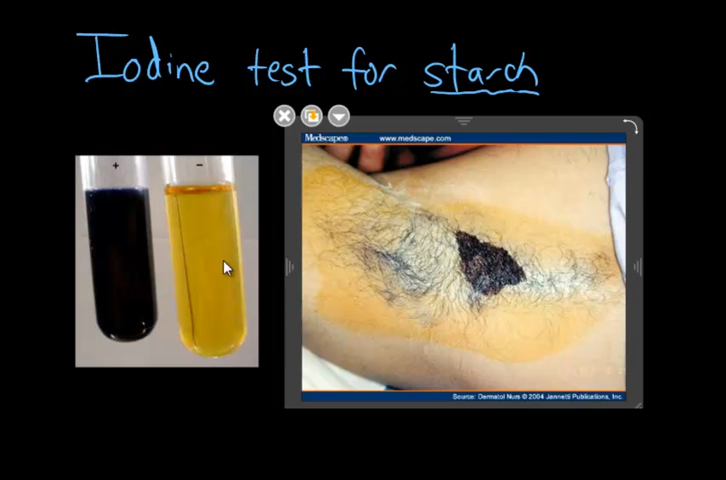 Iodine test for starch
+ -
Medscape® www.medscape.com
Source: Dermatol Nurs © 2004 Jannetti Publications, Inc.